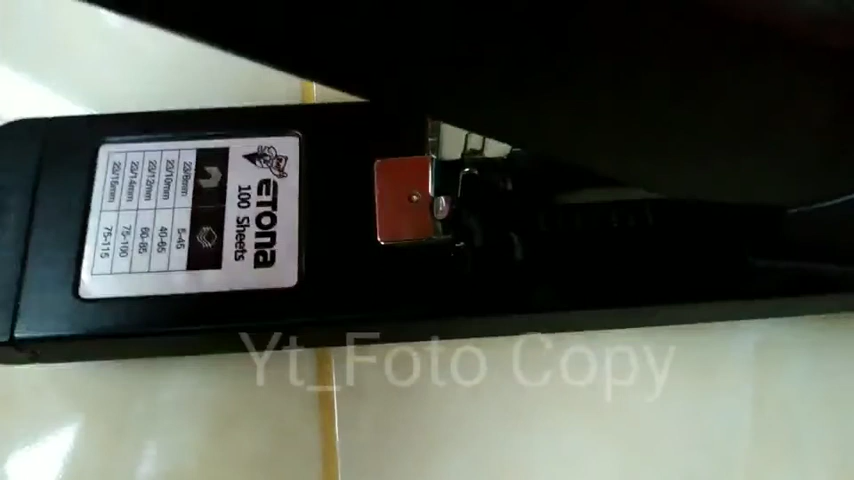 ETONA
100 Sheets
23/8mm 5-45
23/10mm 40-65
23/12mm 60-85
23/14mm 75-100
23/16mm 75-115
Yt_Foto Copy